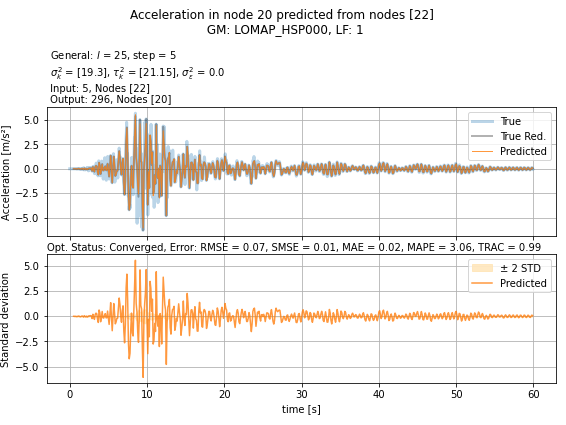 Acceleration in node 20 predicted from nodes [22]
GM: LOMAP_HSP000, LF: 1
General: l = 25, step = 5
σ²ₖ = [19.3], τ²ₖ = [21.15], σ²_ε = 0.0
Input: 5, Nodes [22]
Output: 296, Nodes [20]
Acceleration [m/s²]
5.0
2.5
0.0
−2.5
−5.0
True
True Red.
Predicted
Opt. Status: Converged, Error: RMSE = 0.07, SMSE = 0.01, MAE = 0.02, MAPE = 3.06, TRAC = 0.99
Standard deviation
5.0
2.5
0.0
−2.5
−5.0
± 2 STD
Predicted
0 10 20 30 40 50 60
time [s]